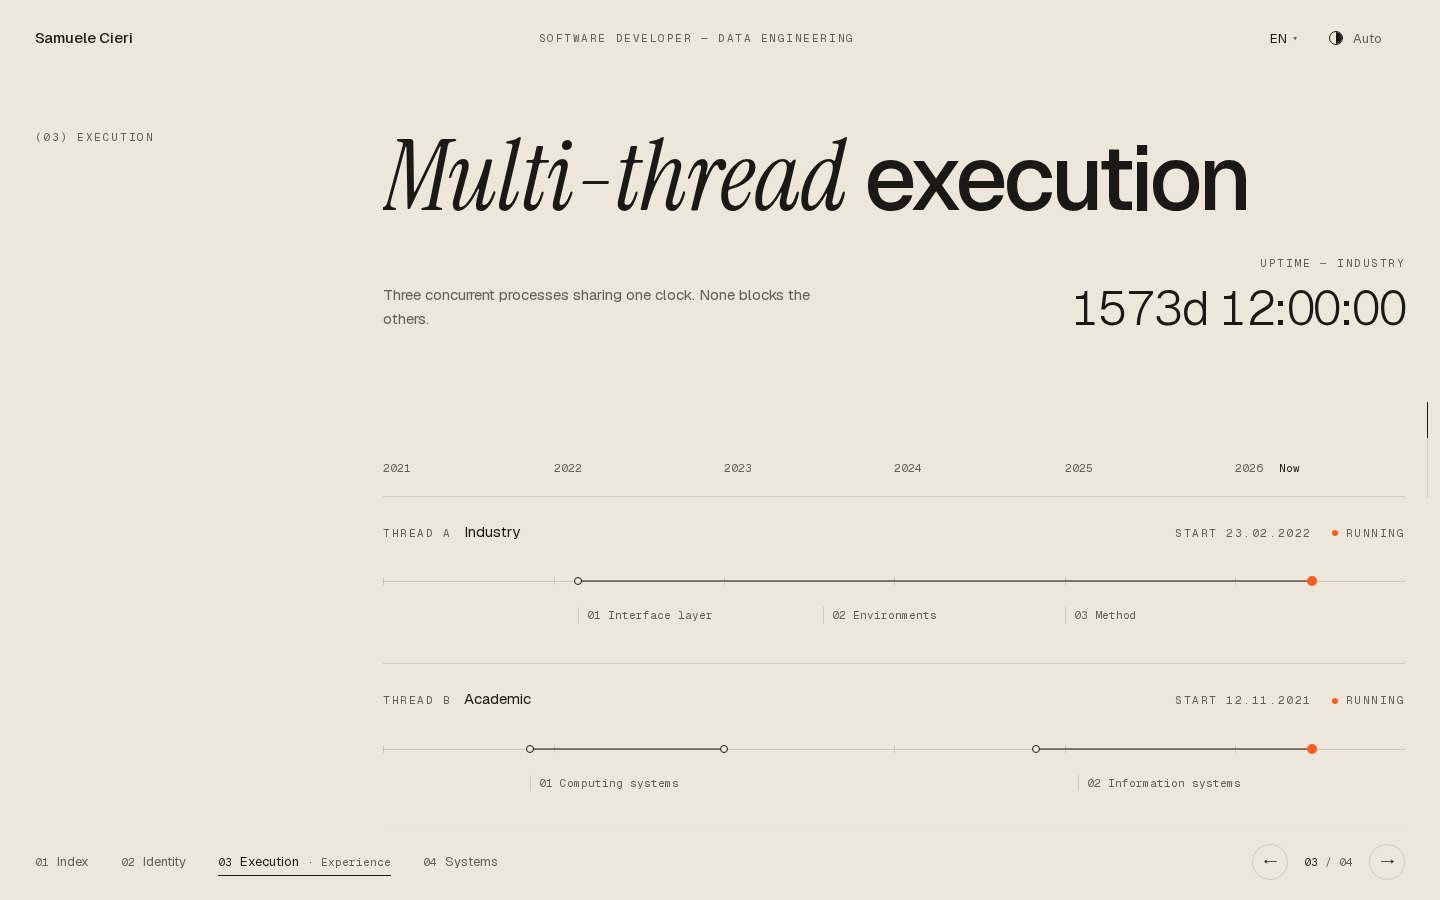 Samuele Cieri
SOFTWARE DEVELOPER — DATA ENGINEERING
EN ▾
Auto
(03) EXECUTION
Multi-thread execution
UPTIME — INDUSTRY
Three concurrent processes sharing one clock. None blocks the
others.
1573d 12:00:00
2021 2022 2023 2024 2025 2026 Now
THREAD A Industry
START 23.02.2022 RUNNING
01 Interface layer
02 Environments
03 Method
THREAD B Academic
START 12.11.2021 RUNNING
01 Computing systems
02 Information systems
01 Index
02 Identity
03 Execution · Experience
04 Systems
← 03 / 04 →